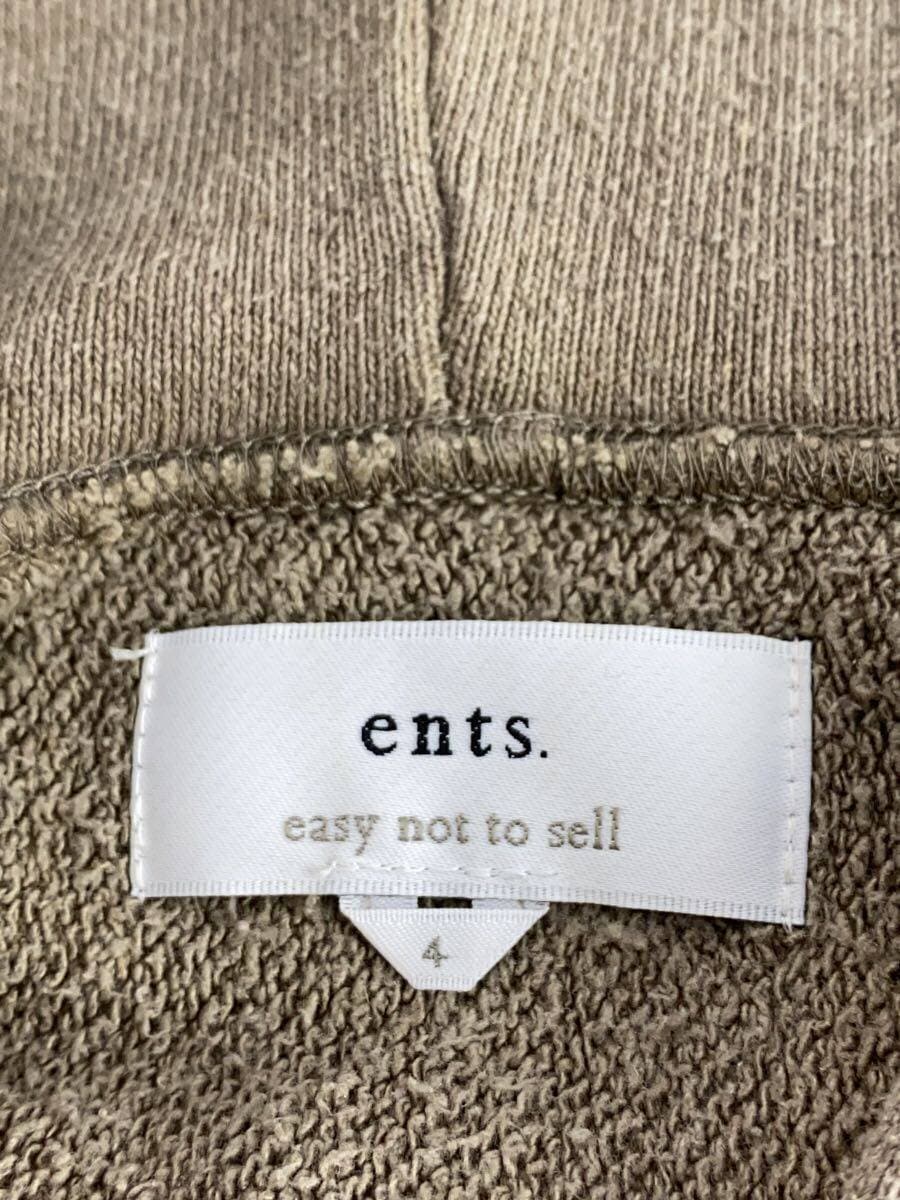 ents.
easy not to sell
4